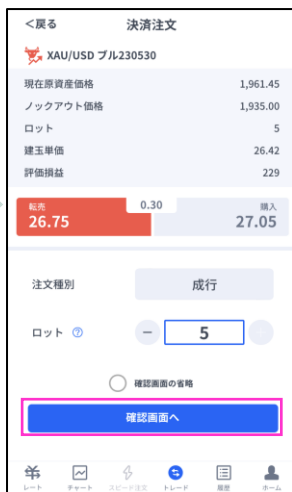 <戻る 決済注文
XAU/USD ブル230530
現在原資産価格 1,961.45
ノックアウト価格 1,935.00
ロット 5
建玉単価 26.42
評価損益 229
転売 0.30 購入
26.75 27.05
注文種別 成行
ロット ? − 5
確認画面の省略
確認画面へ
レート チャート スピード注文 トレード 履歴 ホーム